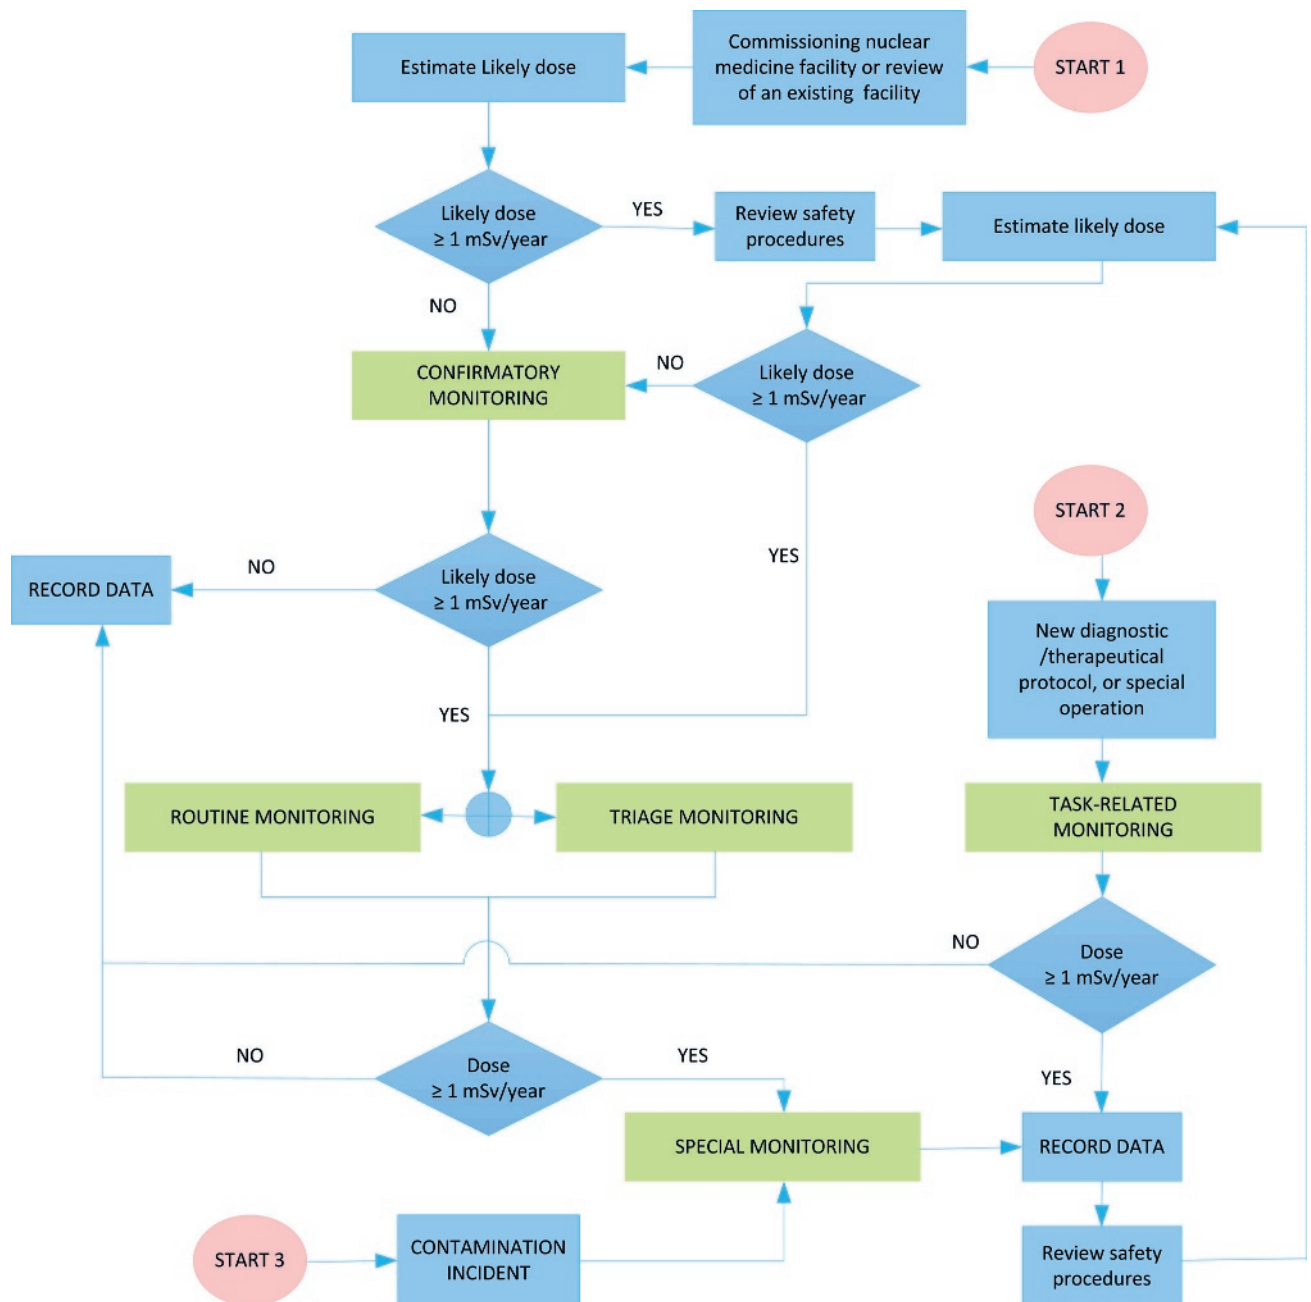 Estimate Likely dose
Commissioning nuclear
medicine facility or review
of an existing facility
START 1
Likely dose
≥ 1 mSv/year
YES
Review safety
procedures
Estimate likely dose
NO
CONFIRMATORY
MONITORING
NO
Likely dose
≥ 1 mSv/year
START 2
YES
RECORD DATA
NO
Likely dose
≥ 1 mSv/year
New diagnostic
/therapeutical
protocol, or special
operation
YES
ROUTINE MONITORING
TRIAGE MONITORING
TASK-RELATED
MONITORING
NO
Dose
≥ 1 mSv/year
NO
Dose
≥ 1 mSv/year
YES
YES
SPECIAL MONITORING
RECORD DATA
START 3
CONTAMINATION
INCIDENT
Review safety
procedures